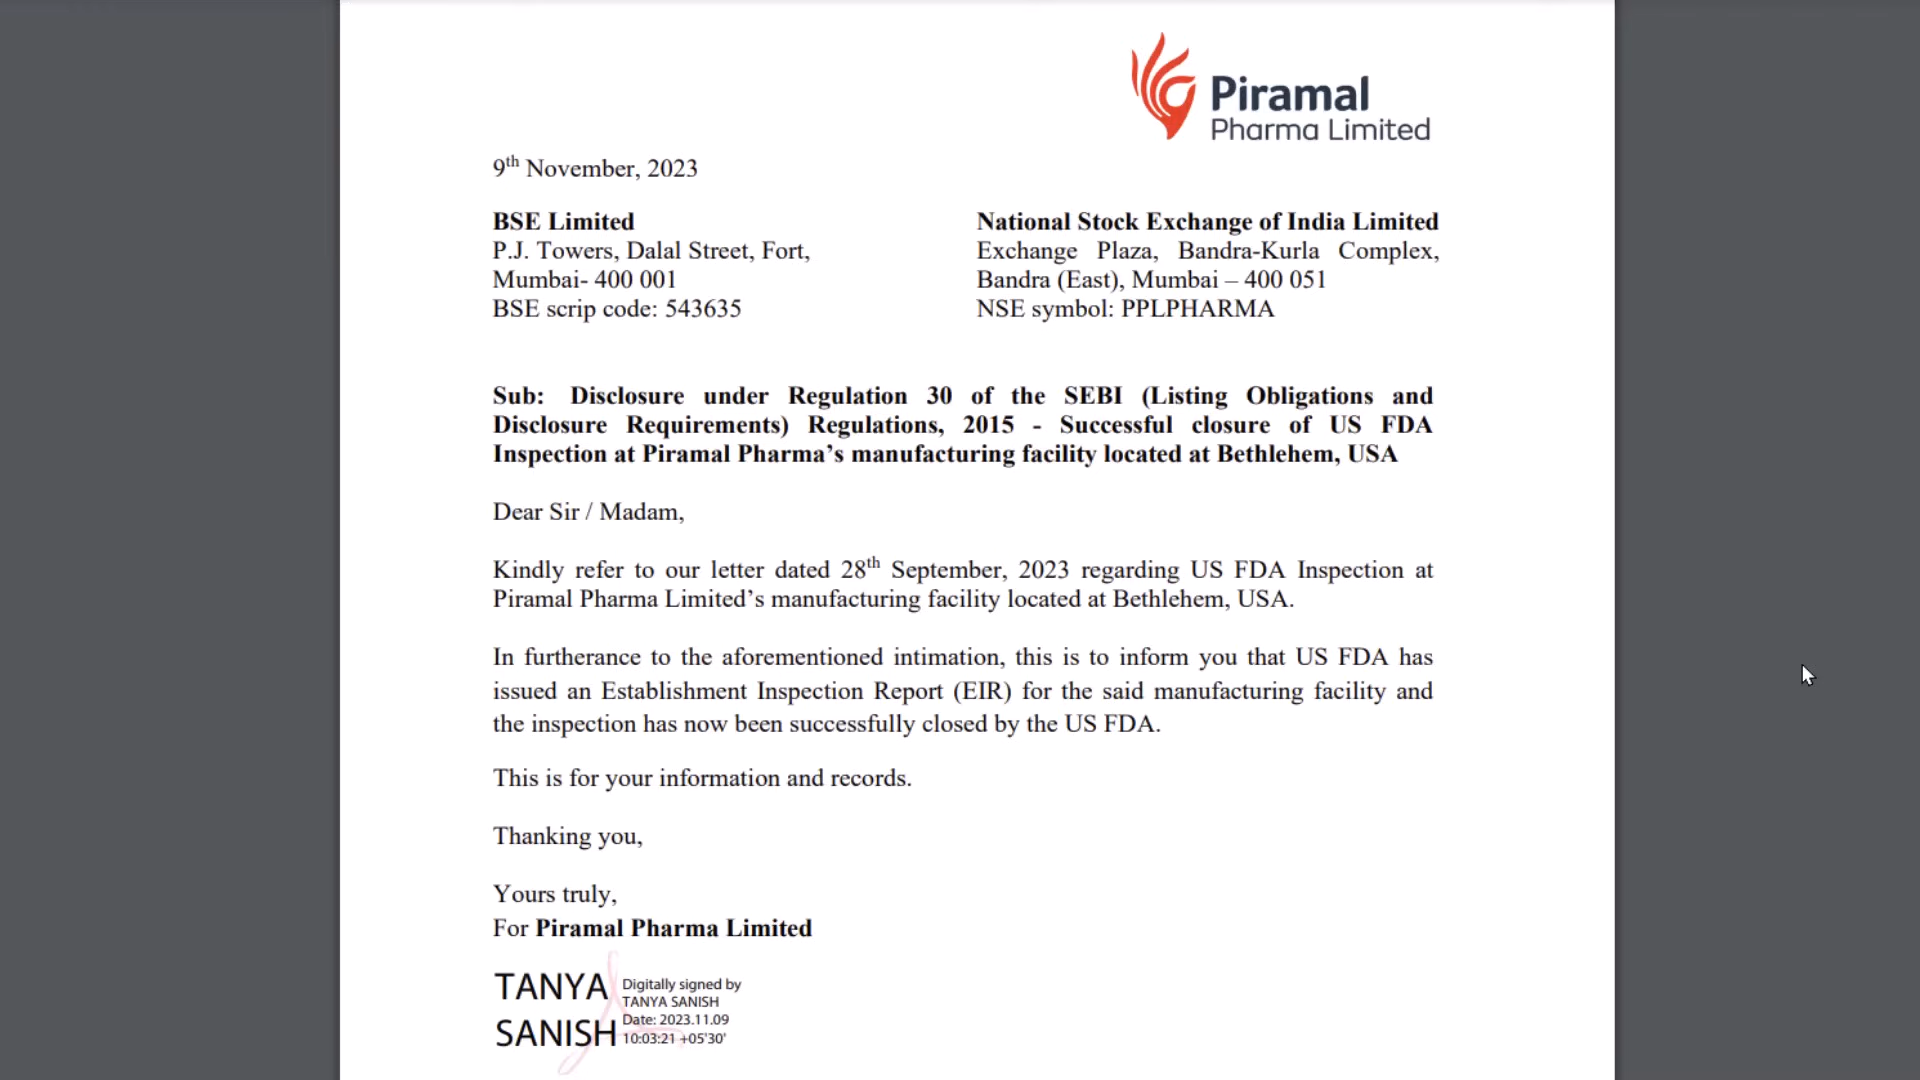 Piramal
Pharma Limited
9th November, 2023
BSE Limited
P.J. Towers, Dalal Street, Fort,
Mumbai- 400 001
BSE scrip code: 543635
National Stock Exchange of India Limited
Exchange Plaza, Bandra-Kurla Complex,
Bandra (East), Mumbai – 400 051
NSE symbol: PPLPHARMA
Sub: Disclosure under Regulation 30 of the SEBI (Listing Obligations and
Disclosure Requirements) Regulations, 2015 - Successful closure of US FDA
Inspection at Piramal Pharma’s manufacturing facility located at Bethlehem, USA
Dear Sir / Madam,
Kindly refer to our letter dated 28th September, 2023 regarding US FDA Inspection at
Piramal Pharma Limited’s manufacturing facility located at Bethlehem, USA.
In furtherance to the aforementioned intimation, this is to inform you that US FDA has
issued an Establishment Inspection Report (EIR) for the said manufacturing facility and
the inspection has now been successfully closed by the US FDA.
This is for your information and records.
Thanking you,
Yours truly,
For Piramal Pharma Limited
TANYA
SANISH
Digitally signed by
TANYA SANISH
Date: 2023.11.09
10:03:21 +05'30'